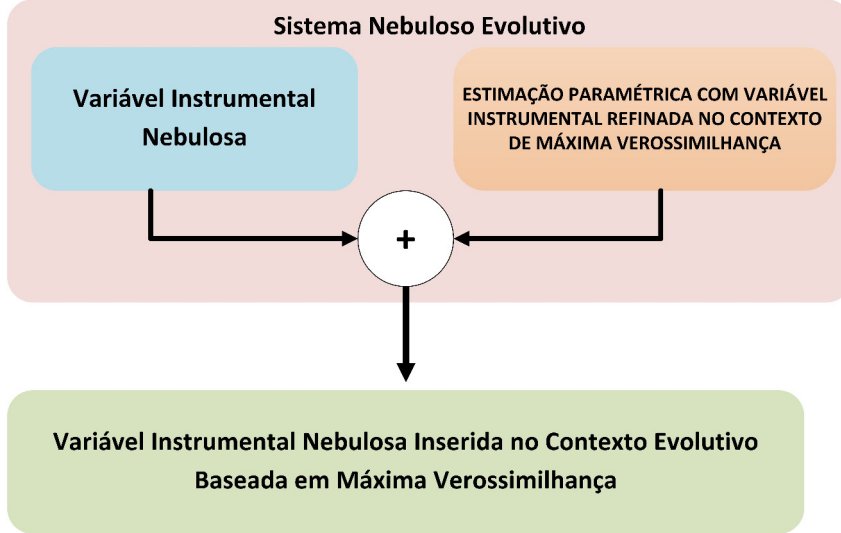 Sistema Nebuloso Evolutivo
Variável Instrumental
Nebulosa
ESTIMAÇÃO PARAMÉTRICA COM VARIÁVEL
INSTRUMENTAL REFINADA NO CONTEXTO
DE MÁXIMA VEROSSIMILHANÇA
+
Variável Instrumental Nebulosa Inserida no Contexto Evolutivo
Baseada em Máxima Verossimilhança